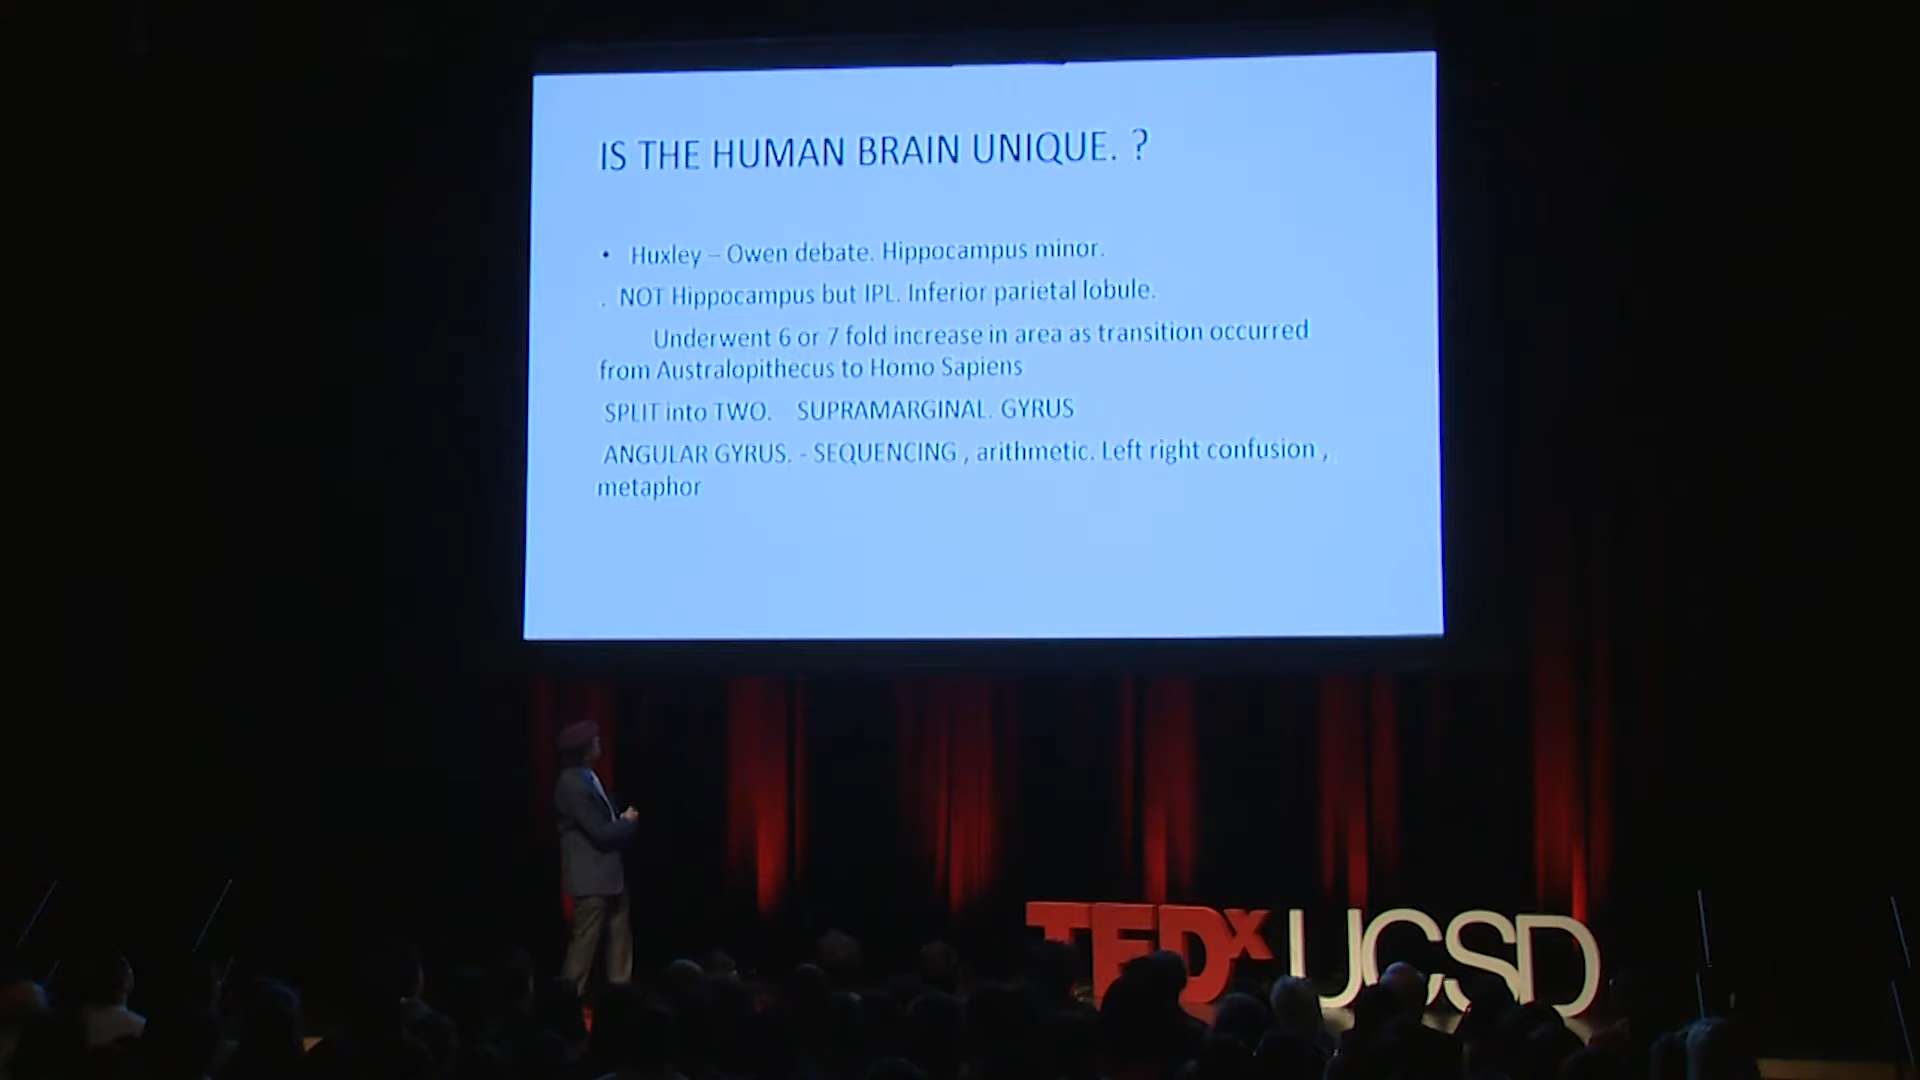 IS THE HUMAN BRAIN UNIQUE. ?
• Huxley – Owen debate. Hippocampus minor.
. NOT Hippocampus but IPL. Inferior parietal lobule.
Underwent 6 or 7 fold increase in area as transition occurred
from Australopithecus to Homo Sapiens
SPLIT into TWO. SUPRAMARGINAL. GYRUS
ANGULAR GYRUS. - SEQUENCING , arithmetic. Left right confusion ,
metaphor
TEDx UCSD